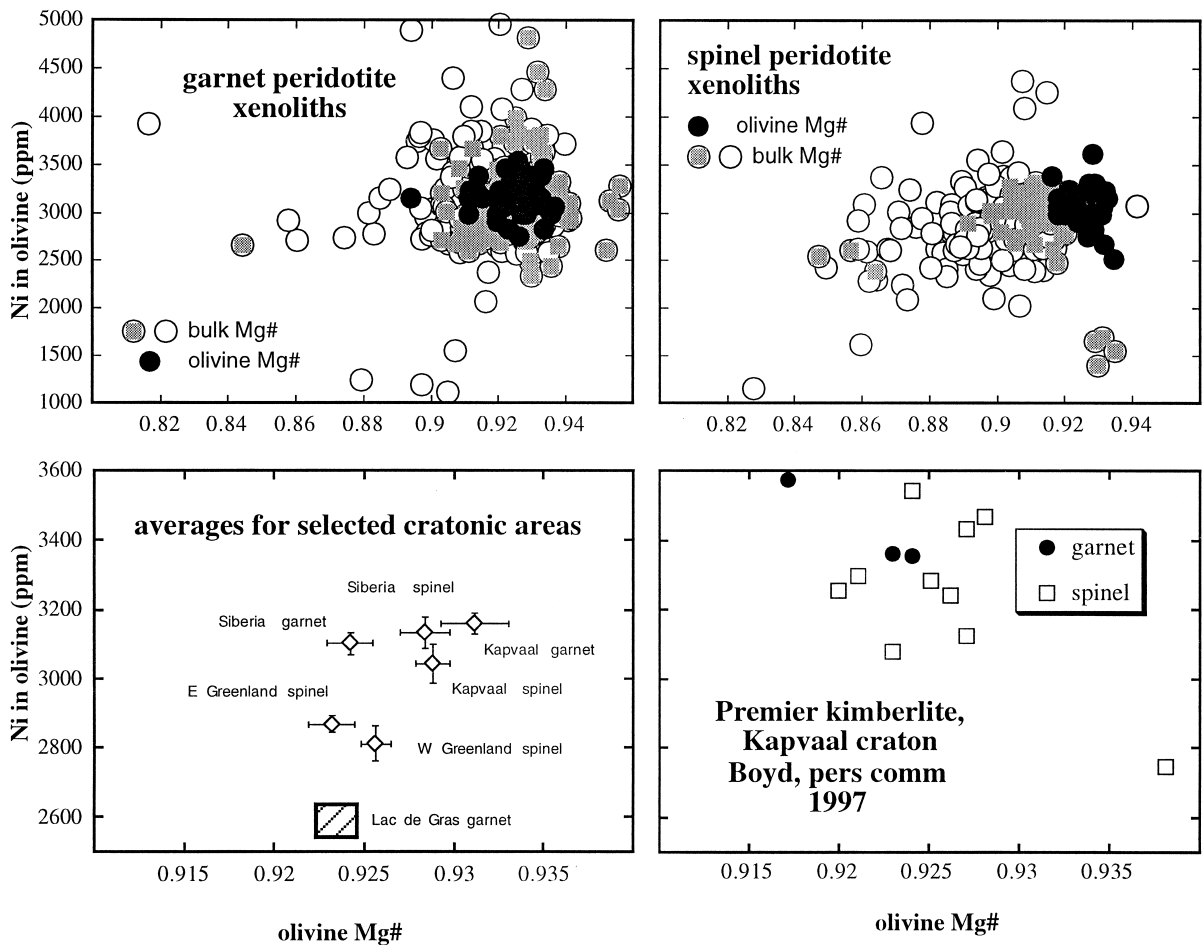 5000
4500
4000
3500
3000
2500
2000
1500
1000
Ni in olivine (ppm)
garnet peridotite
xenoliths
bulk Mg#
olivine Mg#
0.82
0.84
0.86
0.88
0.9
0.92
0.94
spinel peridotite
xenoliths
olivine Mg#
bulk Mg#
0.82
0.84
0.86
0.88
0.9
0.92
0.94
3600
3400
3200
3000
2800
2600
Ni in olivine (ppm)
averages for selected cratonic areas
Siberia spinel
Siberia garnet
Kapvaal garnet
E Greenland spinel
Kapvaal spinel
W Greenland spinel
Lac de Gras garnet
0.915
0.92
0.925
0.93
0.935
olivine Mg#
garnet
spinel
Premier kimberlite,
Kapvaal craton
Boyd, pers comm
1997
0.915
0.92
0.925
0.93
0.935
olivine Mg#